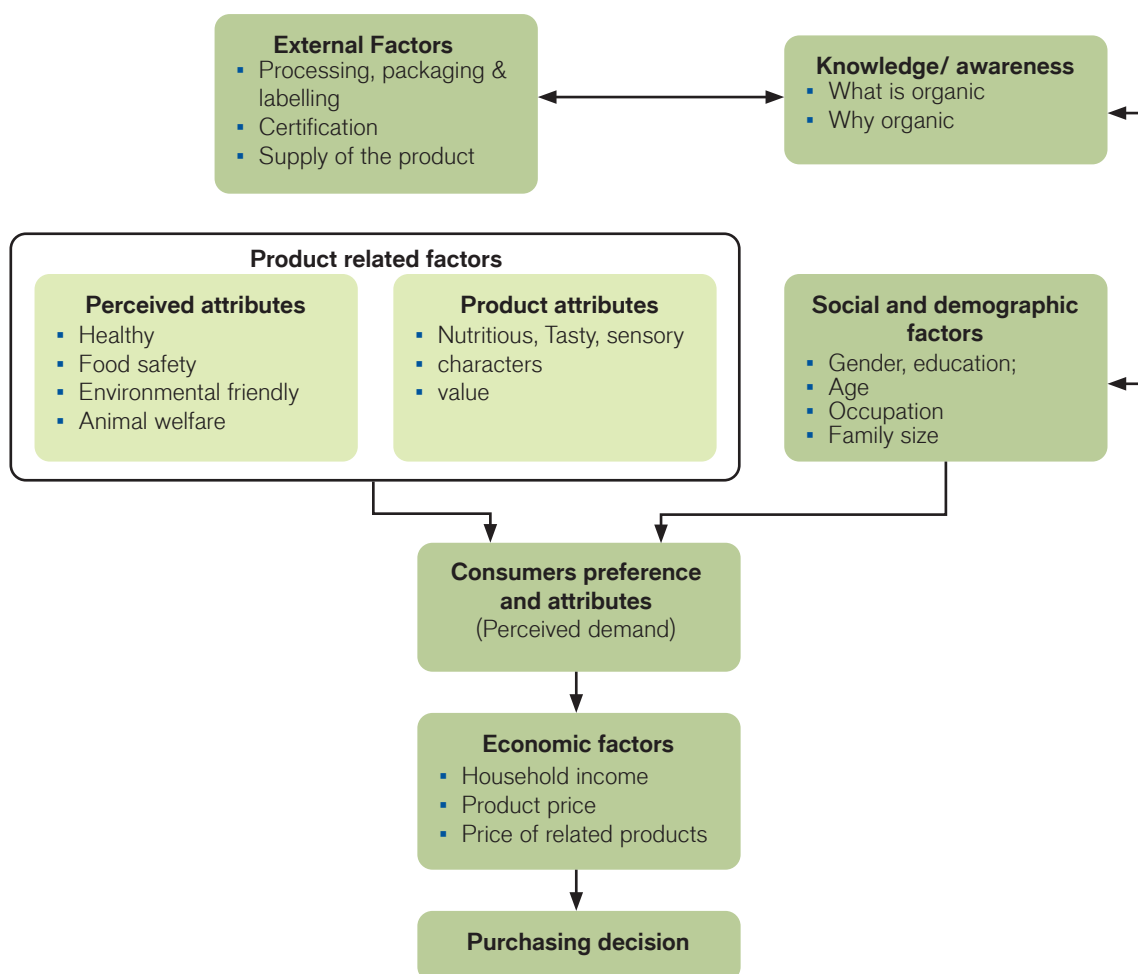 External Factors
Processing, packaging &
labelling
Certification
Supply of the product
Knowledge/ awareness
What is organic
Why organic
Product related factors
Perceived attributes
Healthy
Food safety
Environmental friendly
Animal welfare
Product attributes
Nutritious, Tasty, sensory
characters
value
Social and demographic
factors
Gender, education;
Age
Occupation
Family size
Consumers preference
and attributes
(Perceived demand)
Economic factors
Household income
Product price
Price of related products
Purchasing decision